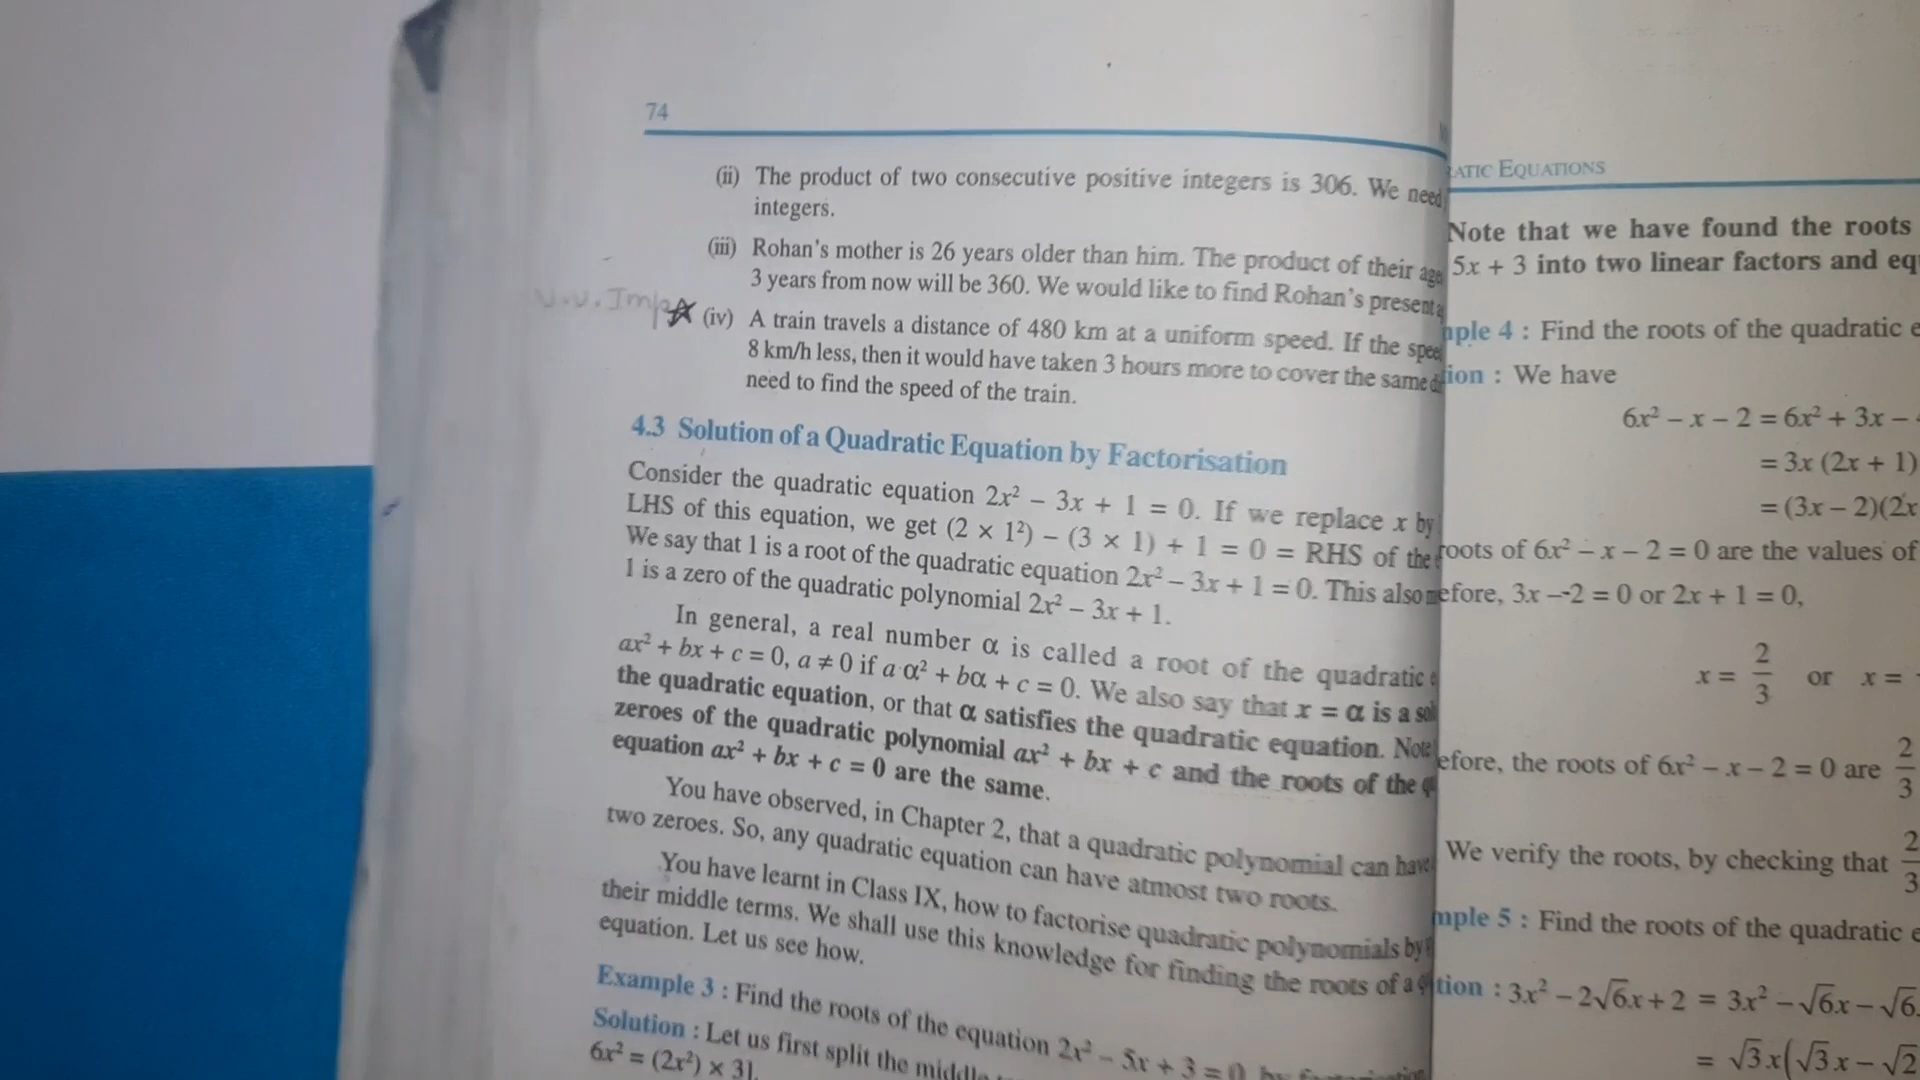 74
(ii) The product of two consecutive positive integers is 306. We need
integers.
(iii) Rohan's mother is 26 years older than him. The product of their age
3 years from now will be 360. We would like to find Rohan's present
V.V. Imp
(iv) A train travels a distance of 480 km at a uniform speed. If the spee
8 km/h less, then it would have taken 3 hours more to cover the same d
need to find the speed of the train.
4.3 Solution of a Quadratic Equation by Factorisation
Consider the quadratic equation 2x² – 3x + 1 = 0. If we replace x by
LHS of this equation, we get (2 × 1²) – (3 × 1) + 1 = 0 = RHS of the
We say that 1 is a root of the quadratic equation 2x² – 3x + 1 = 0. This also
1 is a zero of the quadratic polynomial 2x² – 3x + 1.
In general, a real number α is called a root of the quadratic
ax² + bx + c = 0, a ≠ 0 if a α² + bα + c = 0. We also say that x = α is a sol
the quadratic equation, or that α satisfies the quadratic equation. Note
zeroes of the quadratic polynomial ax² + bx + c and the roots of the q
equation ax² + bx + c = 0 are the same.
You have observed, in Chapter 2, that a quadratic polynomial can have
two zeroes. So, any quadratic equation can have atmost two roots.
You have learnt in Class IX, how to factorise quadratic polynomials by
their middle terms. We shall use this knowledge for finding the roots of a q
equation. Let us see how.
Example 3 : Find the roots of the equation 2x² – 5x + 3 = 0, by
Solution : Let us first split the middle
6x² = (2x²) × 3].
ATIC EQUATIONS
Note that we have found the roots
5x + 3 into two linear factors and eq
mple 4 : Find the roots of the quadratic e
tion : We have
6x² – x – 2 = 6x² + 3x –
= 3x (2x + 1)
= (3x – 2)(2x
roots of 6x² – x – 2 = 0 are the values of
efore, 3x – 2 = 0 or 2x + 1 = 0,
x = 2/3 or x =
efore, the roots of 6x² – x – 2 = 0 are 2/3
We verify the roots, by checking that 2/3
mple 5 : Find the roots of the quadratic e
tion : 3x² – 2√6x + 2 = 3x² – √6x – √6
= √3x(√3x – √2